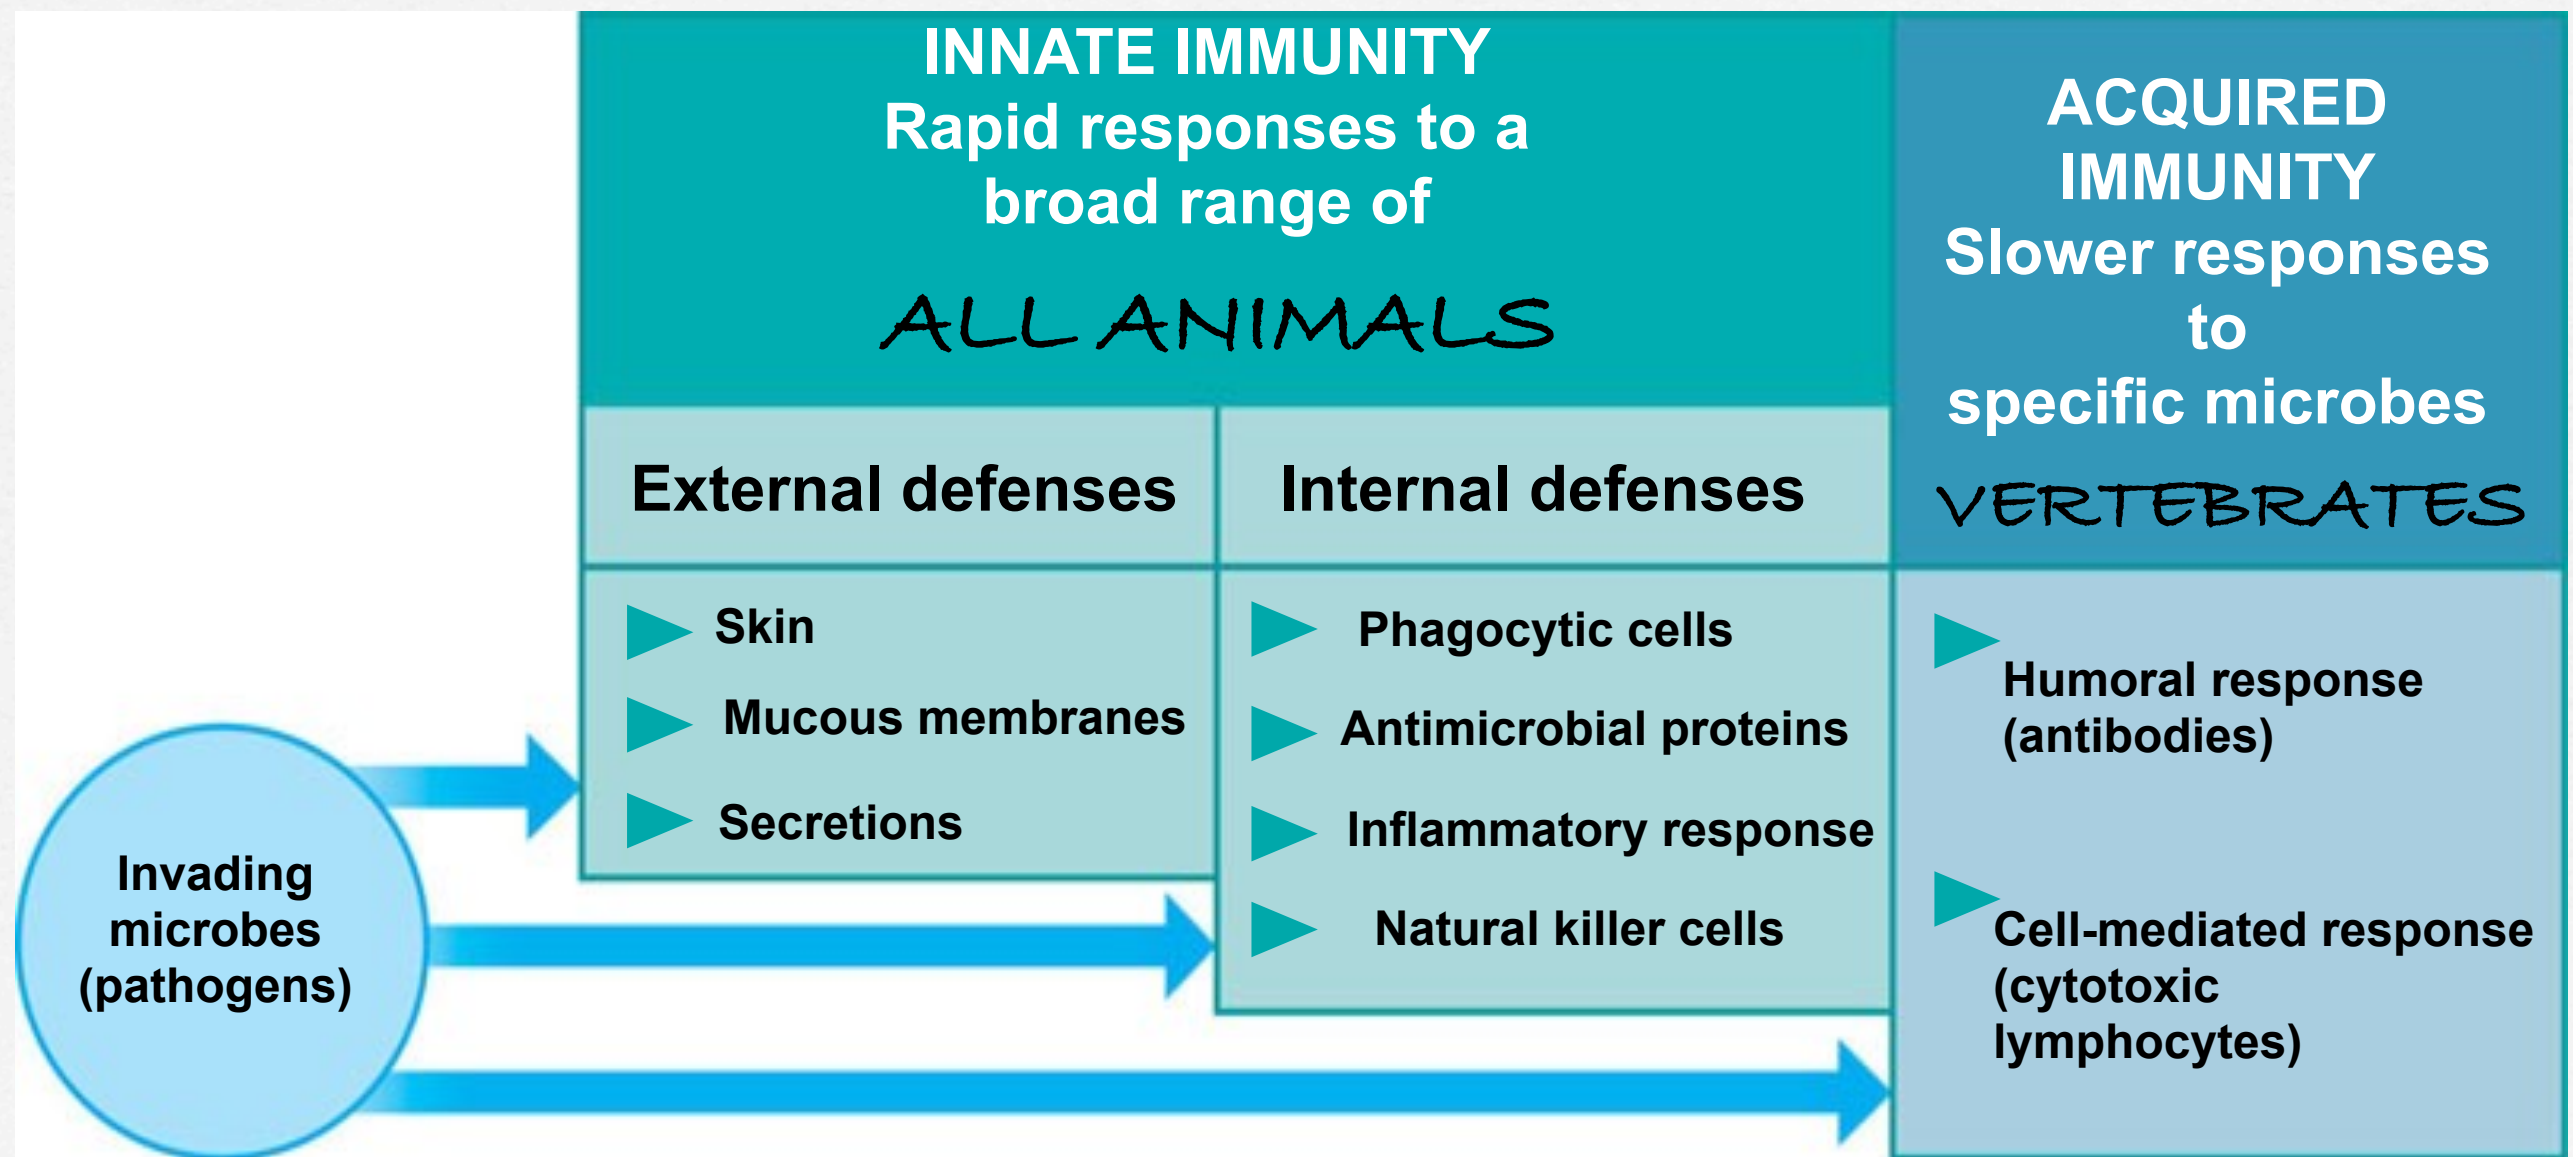 INNATE IMMUNITY
Rapid responses to a
broad range of
ALL ANIMALS
ACQUIRED
IMMUNITY
Slower responses
to
specific microbes
VERTEBRATES
External defenses
Internal defenses
Skin
Mucous membranes
Secretions
Phagocytic cells
Antimicrobial proteins
Inflammatory response
Natural killer cells
Humoral response
(antibodies)
Cell-mediated response
(cytotoxic
lymphocytes)
Invading
microbes
(pathogens)